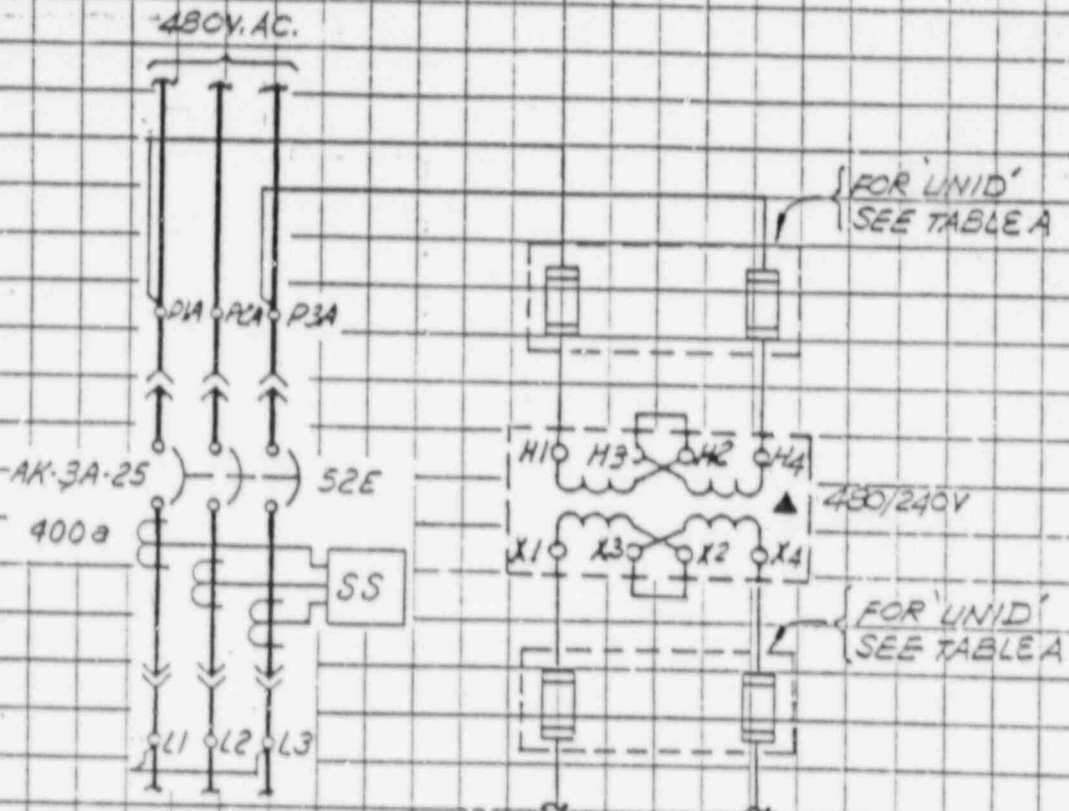 480V. AC.
FOR 'UNID'
SEE TABLE A
P1A P2A P3A
H1 H3 H2 H4
AK-3A-25
52E
480/240V
400a
X1 X3 X2 X4
SS
FOR 'UNID'
SEE TABLE A
L1 L2 L3